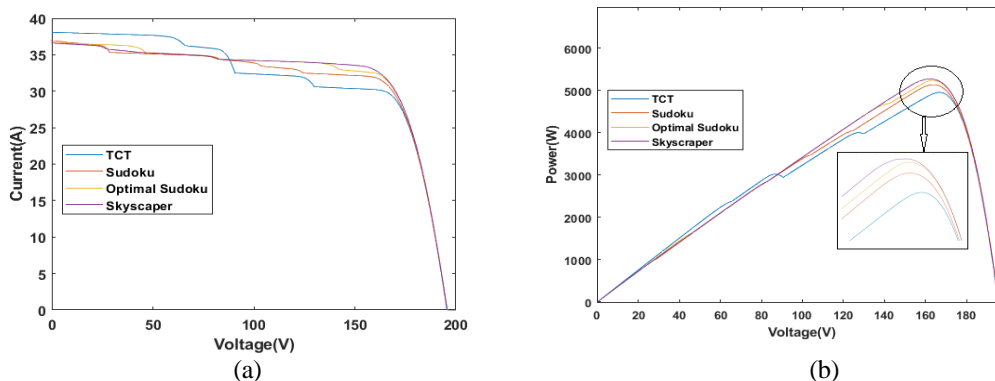 40
35
30
25
20
15
10
5
0
Current(A)
TCT
Sudoku
Optimal Sudoku
Skyscaper
0 50 100 150 200
Voltage(V)
(a)
6000
5000
4000
3000
2000
1000
0
Power(W)
TCT
Sudoku
Optimal Sudoku
Skyscraper
0 20 40 60 80 100 120 140 160 180
Voltage(V)
(b)